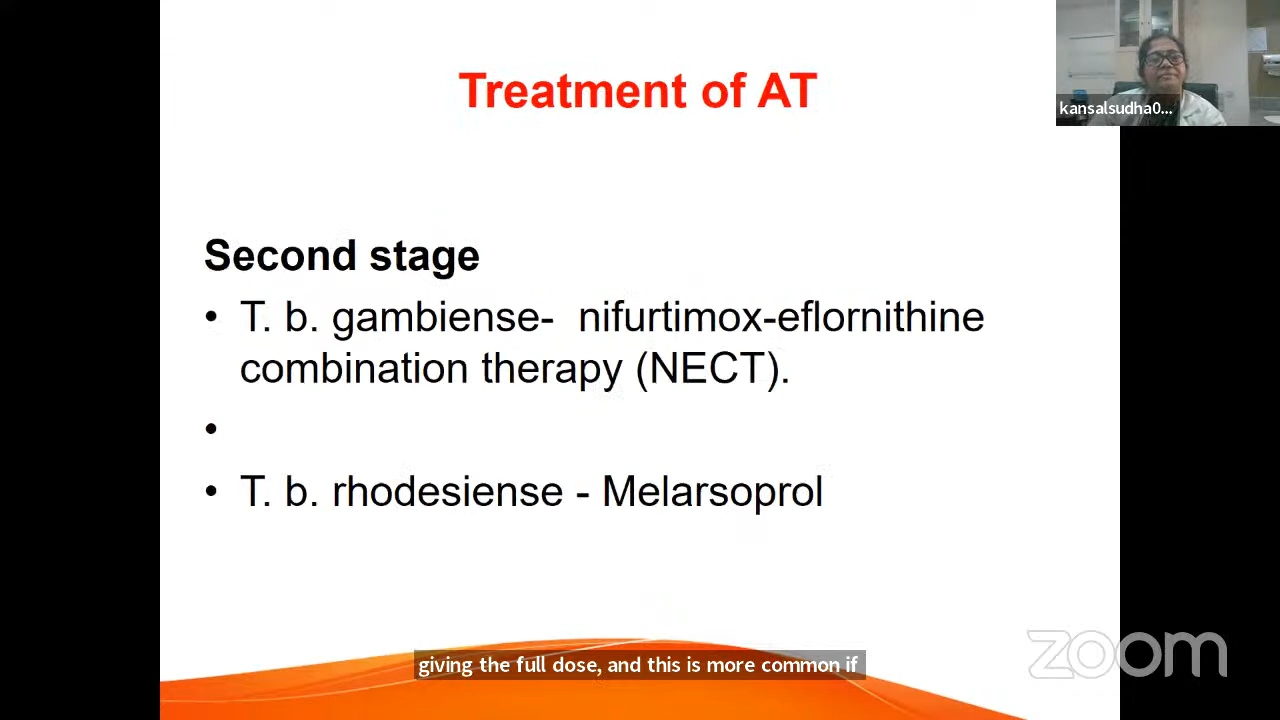 Treatment of AT
kansalsudha0...
Second stage
• T. b. gambiense- nifurtimox-eflornithine
combination therapy (NECT).
•
• T. b. rhodesiense - Melarsoprol
giving the full dose, and this is more common if
zoom